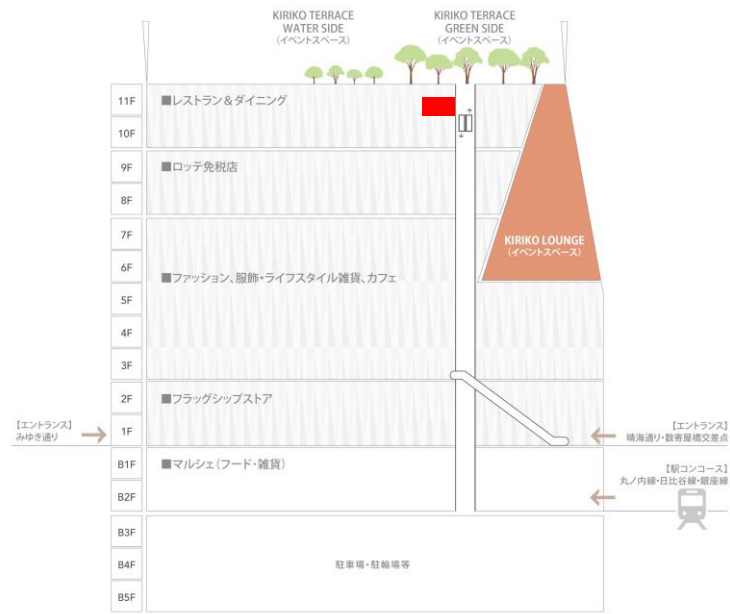 KIRIKO TERRACE
WATER SIDE
(イベントスペース)
KIRIKO TERRACE
GREEN SIDE
(イベントスペース)
11F
■レストラン&ダイニング
10F
9F
■ロッテ免税店
8F
7F
KIRIKO LOUNGE
(イベントスペース)
6F
■ファッション、服飾・ライフスタイル雑貨、カフェ
5F
4F
3F
2F
■フラッグシップストア
【エントランス】
みゆき通り
1F
【エントランス】
晴海通り・数寄屋橋交差点
B1F
■マルシェ(フード・雑貨)
【駅コンコース】
丸ノ内線・日比谷線・銀座線
B2F
B3F
B4F
駐車場・駐輪場等
B5F